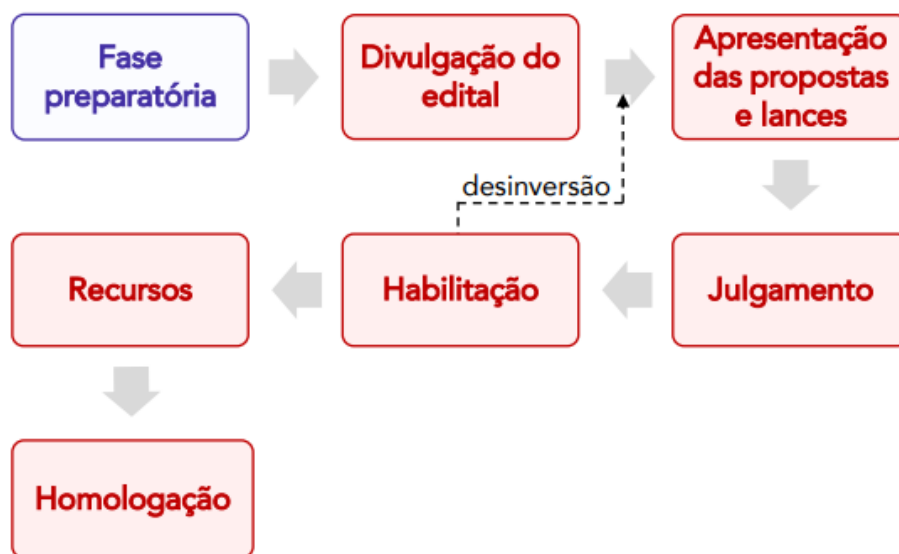 Fase
preparatória
Divulgação do
edital
Apresentação
das propostas
e lances
desinversão
Recursos
Habilitação
Julgamento
Homologação